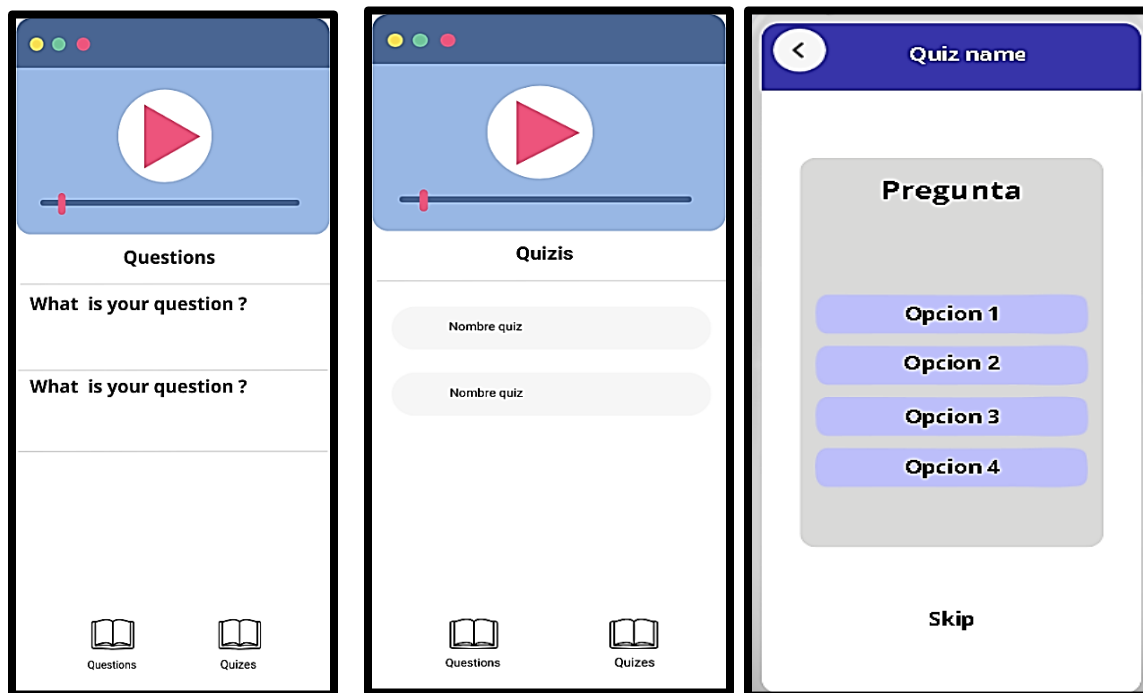 Questions
What is your question ?
What is your question ?
Questions
Quizes
Quizis
Nombre quiz
Nombre quiz
Questions
Quizes
Quiz name
Pregunta
Opcion 1
Opcion 2
Opcion 3
Opcion 4
Skip